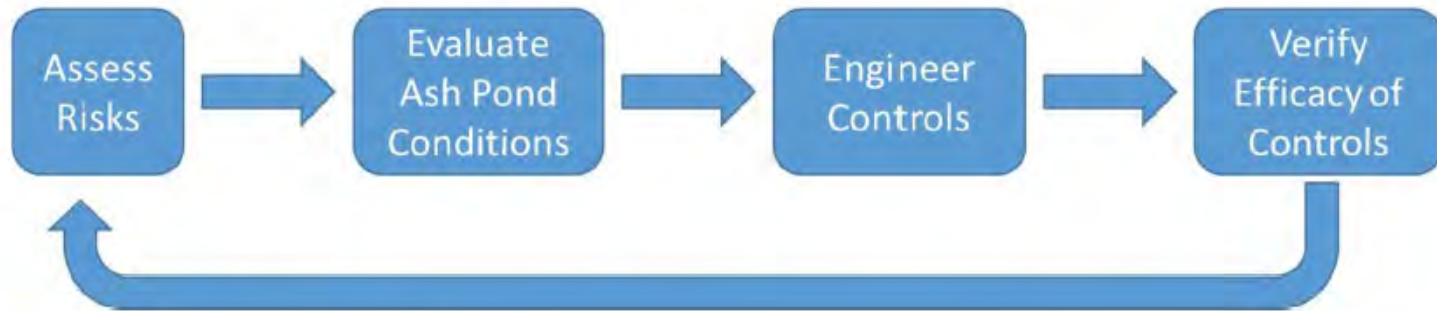 Assess
Risks
Evaluate
Ash Pond
Conditions
Engineer
Controls
Verify
Efficacy of
Controls